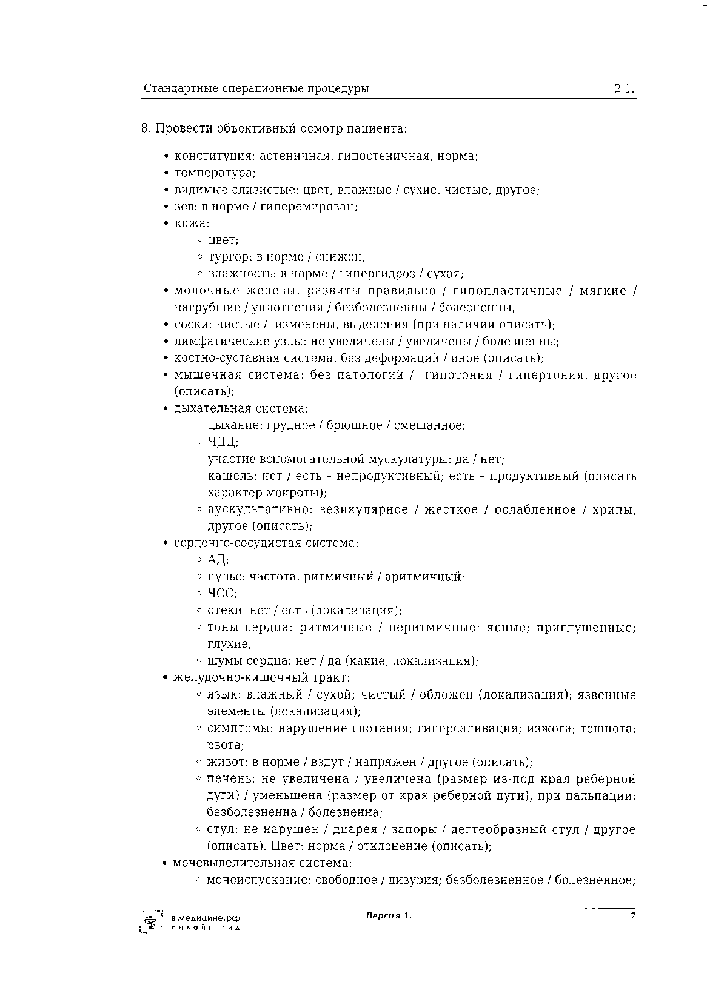 Стандартные операционные процедуры 2.1.
8. Провести объективный осмотр пациента:
• конституция: астеничная, гипостеничная, норма;
• температура;
• видимые слизистые: цвет, влажные / сухие, чистые, другое;
• зев: в норме / гиперемирован;
• кожа:
◦ цвет;
◦ тургор: в норме / снижен;
◦ влажность: в норме / гипергидроз / сухая;
• молочные железы: развиты правильно / гипопластичные / мягкие /
нагрубшие / уплотнения / безболезненны / болезненны;
• соски: чистые / изменены, выделения (при наличии описать);
• лимфатические узлы: не увеличены / увеличены / болезненны;
• костно-суставная система: без деформаций / иное (описать);
• мышечная система: без патологий / гипотония / гипертония, другое
(описать);
• дыхательная система:
◦ дыхание: грудное / брюшное / смешанное;
◦ ЧДД;
◦ участие вспомогательной мускулатуры: да / нет;
◦ кашель: нет / есть – непродуктивный; есть – продуктивный (описать
характер мокроты);
◦ аускультативно: везикулярное / жесткое / ослабленное / хрипы,
другое (описать);
• сердечно-сосудистая система:
◦ АД;
◦ пульс: частота, ритмичный / аритмичный;
◦ ЧСС;
◦ отеки: нет / есть (локализация);
◦ тоны сердца: ритмичные / неритмичные; ясные; приглушенные;
глухие;
◦ шумы сердца: нет / да (какие, локализация);
• желудочно-кишечный тракт:
◦ язык: влажный / сухой; чистый / обложен (локализация); язвенные
элементы (локализация);
◦ симптомы: нарушение глотания; гиперсаливация; изжога; тошнота;
рвота;
◦ живот: в норме / вздут / напряжен / другое (описать);
◦ печень: не увеличена / увеличена (размер из-под края реберной
дуги) / уменьшена (размер от края реберной дуги), при пальпации:
безболезненна / болезненна;
◦ стул: не нарушен / диарея / запоры / дегтеобразный стул / другое
(описать). Цвет: норма / отклонение (описать);
• мочевыделительная система:
◦ мочеиспускание: свободное / дизурия; безболезненное / болезненное;
в медицине.рф Версия 1. 7
онлайн-гид